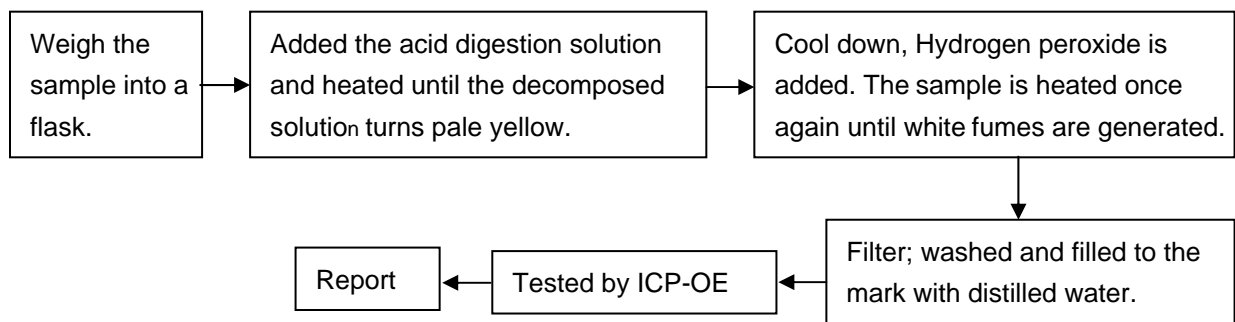 Weigh the
sample into a
flask.
Added the acid digestion solution
and heated until the decomposed
solution turns pale yellow.
Cool down, Hydrogen peroxide is
added. The sample is heated once
again until white fumes are generated.
Filter; washed and filled to the
mark with distilled water.
Tested by ICP-OE
Report